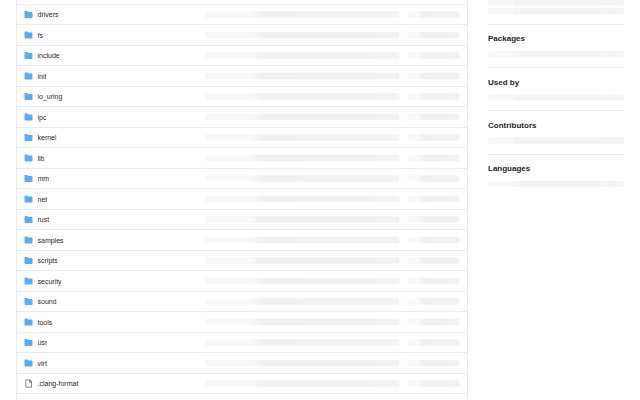 drivers
fs
include
init
io_uring
ipc
kernel
lib
mm
net
rust
samples
scripts
security
sound
tools
usr
virt
.clang-format
Packages
Used by
Contributors
Languages